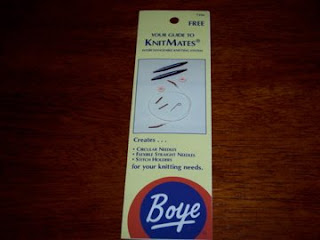 FREE
YOUR GUIDE TO
KNITMATES®
Creates . . .
• CIRCULAR NEEDLES
• FLEXIBLE STRAIGHT NEEDLES
• STITCH HOLDERS
for your knitting needs.
Boye